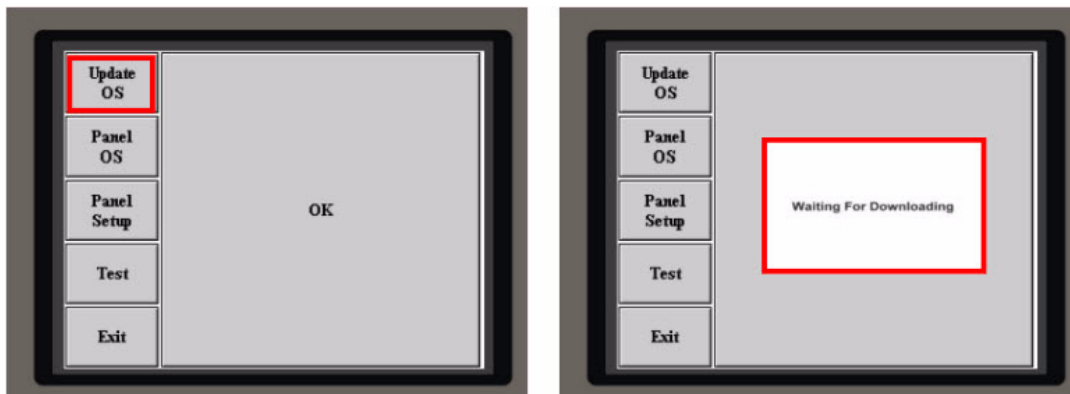 Update
OS
Panel
OS
Panel
Setup
Test
Exit
OK
Update
OS
Panel
OS
Panel
Setup
Test
Exit
Waiting For Downloading